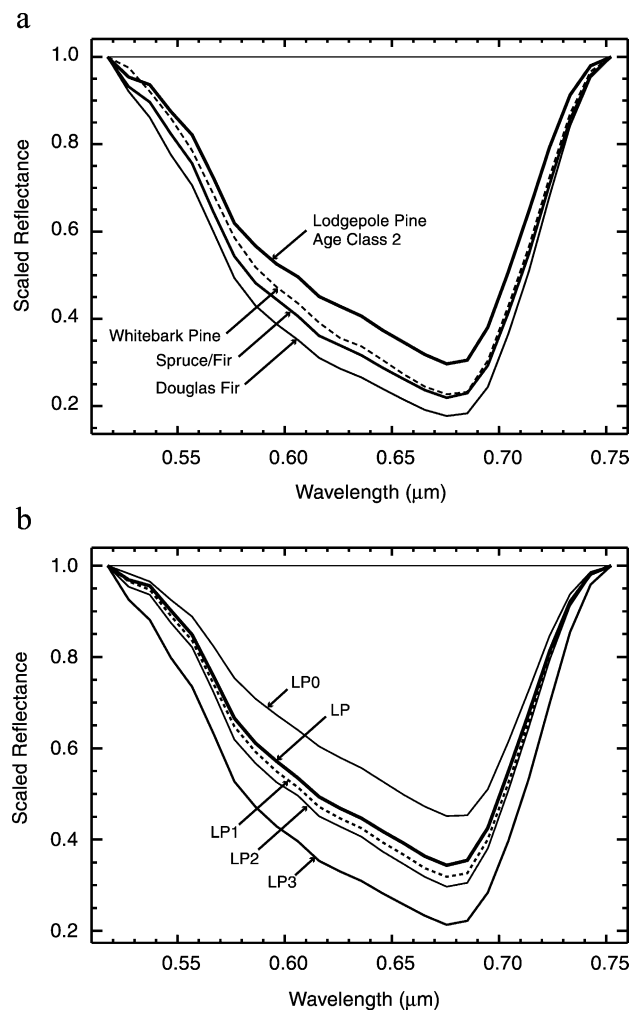 a
1.0
0.8
0.6
0.4
0.2
Scaled Reflectance
Lodgepole Pine
Age Class 2
Whitebark Pine
Spruce/Fir
Douglas Fir
0.55 0.60 0.65 0.70 0.75
Wavelength (μm)
b
1.0
0.8
0.6
0.4
0.2
Scaled Reflectance
LP0
LP
LP1
LP2
LP3
0.55 0.60 0.65 0.70 0.75
Wavelength (μm)